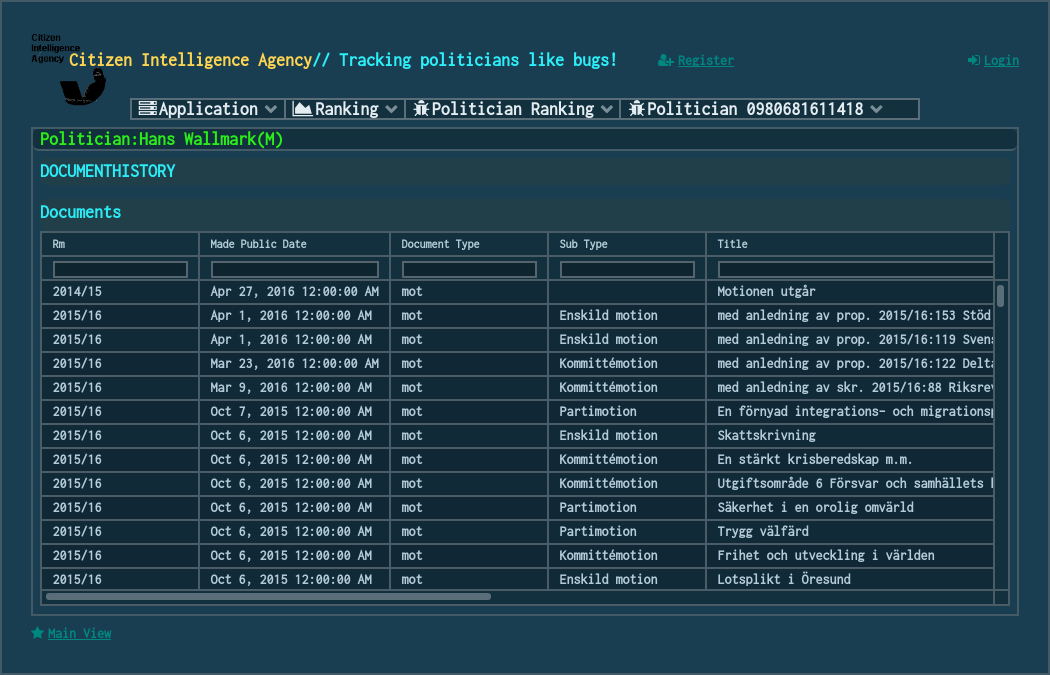 Citizen
Intelligence
Agency
Citizen Intelligence Agency// Tracking politicians like bugs!
Register
Login
Application Ranking Politician Ranking Politician 0980681611418
Politician:Hans Wallmark(M)
DOCUMENTHISTORY
Documents
Rm Made Public Date Document Type Sub Type Title
2014/15 Apr 27, 2016 12:00:00 AM mot Motionen utgår
2015/16 Apr 1, 2016 12:00:00 AM mot Enskild motion med anledning av prop. 2015/16:153 Stöd
2015/16 Apr 1, 2016 12:00:00 AM mot Enskild motion med anledning av prop. 2015/16:119 Svens
2015/16 Mar 23, 2016 12:00:00 AM mot Kommittémotion med anledning av prop. 2015/16:122 Delta
2015/16 Mar 9, 2016 12:00:00 AM mot Kommittémotion med anledning av skr. 2015/16:88 Riksrev
2015/16 Oct 7, 2015 12:00:00 AM mot Partimotion En förnyad integrations- och migrationsp
2015/16 Oct 6, 2015 12:00:00 AM mot Enskild motion Skattskrivning
2015/16 Oct 6, 2015 12:00:00 AM mot Kommittémotion En stärkt krisberedskap m.m.
2015/16 Oct 6, 2015 12:00:00 AM mot Kommittémotion Utgiftsområde 6 Försvar och samhällets
2015/16 Oct 6, 2015 12:00:00 AM mot Partimotion Säkerhet i en orolig omvärld
2015/16 Oct 6, 2015 12:00:00 AM mot Partimotion Trygg välfärd
2015/16 Oct 6, 2015 12:00:00 AM mot Kommittémotion Frihet och utveckling i världen
2015/16 Oct 6, 2015 12:00:00 AM mot Enskild motion Lotsplikt i Öresund
Main View